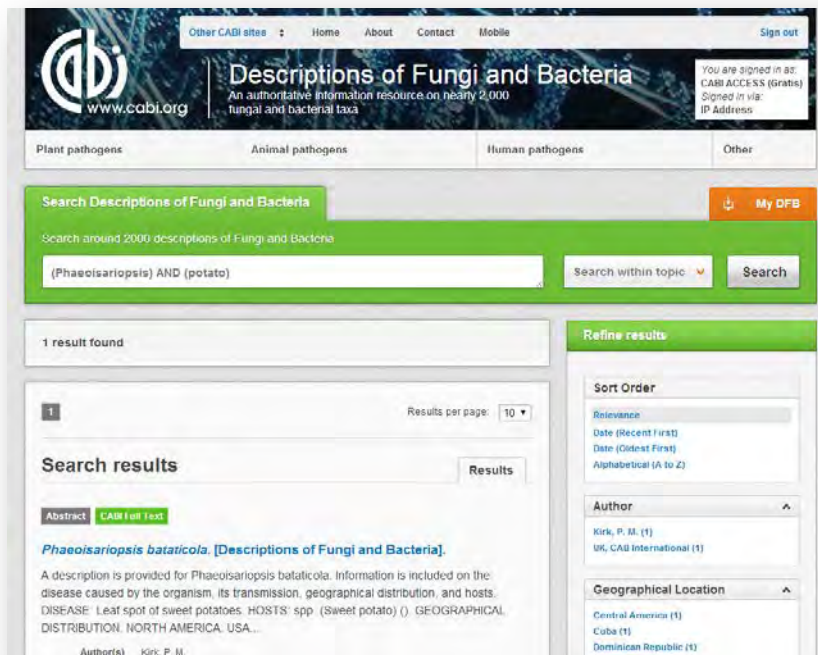 Other CABI sites Home About Contact Mobile Sign out
cabi
www.cabi.org
Descriptions of Fungi and Bacteria
An authoritative information resource on nearly 2,000
fungal and bacterial taxa
You are signed in as:
CABI ACCESS (Gratis)
Signed in via:
IP Address
Plant pathogens Animal pathogens Human pathogens Other
Search Descriptions of Fungi and Bacteria
My DFB
Search around 2000 descriptions of Fungi and Bacteria
(Phaeoisariopsis) AND (potato)
Search within topic
Search
1 result found
1
Results per page: 10
Search results
Results
Abstract CABI Full Text
Phaeoisariopsis bataticola. [Descriptions of Fungi and Bacteria].
A description is provided for Phaeoisariopsis bataticola. Information is included on the
disease caused by the organism, its transmission, geographical distribution, and hosts.
DISEASE: Leaf spot of sweet potatoes. HOSTS: spp. (Sweet potato) (). GEOGRAPHICAL
DISTRIBUTION: NORTH AMERICA: USA...
Author(s) Kirk, P. M.
Refine results
Sort Order
Relevance
Date (Recent First)
Date (Oldest First)
Alphabetical (A to Z)
Author
Kirk, P. M. (1)
UK, CAB International (1)
Geographical Location
Central America (1)
Cuba (1)
Dominican Republic (1)